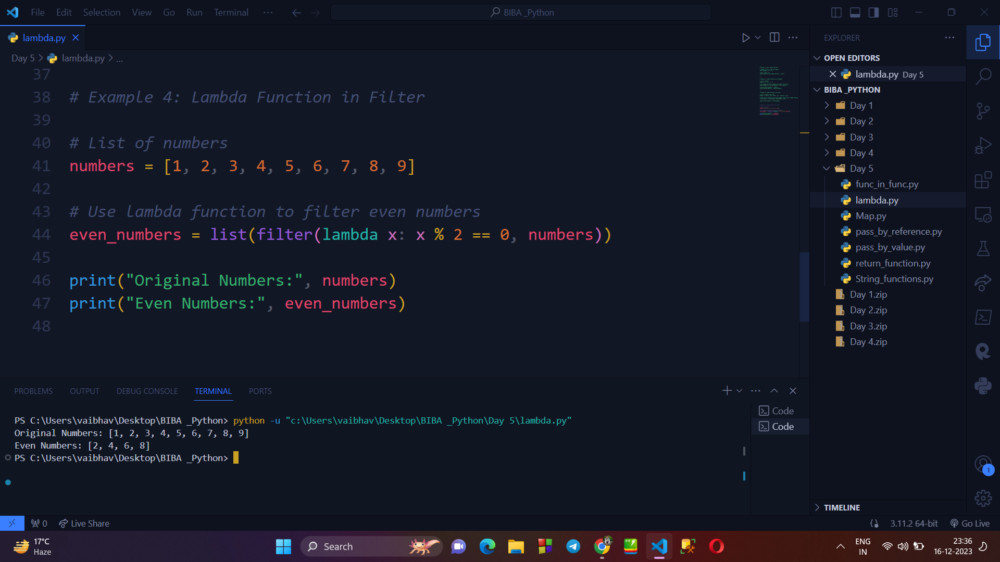 File Edit Selection View Go Run Terminal ... BIBA _Python
lambda.py
Day 5 > lambda.py > ...
37
38 # Example 4: Lambda Function in Filter
39
40 # List of numbers
41 numbers = [1, 2, 3, 4, 5, 6, 7, 8, 9]
42
43 # Use lambda function to filter even numbers
44 even_numbers = list(filter(lambda x: x % 2 == 0, numbers))
45
46 print("Original Numbers:", numbers)
47 print("Even Numbers:", even_numbers)
48
EXPLORER
OPEN EDITORS
lambda.py Day 5
BIBA _PYTHON
Day 1
Day 2
Day 3
Day 4
Day 5
func_in_func.py
lambda.py
Map.py
pass_by_reference.py
pass_by_value.py
return_function.py
String_functions.py
Day 1.zip
Day 2.zip
Day 3.zip
Day 4.zip
TIMELINE
PROBLEMS OUTPUT DEBUG CONSOLE TERMINAL PORTS
PS C:\Users\vaibhav\Desktop\BIBA _Python> python -u "c:\Users\vaibhav\Desktop\BIBA _Python\Day 5\lambda.py"
Original Numbers: [1, 2, 3, 4, 5, 6, 7, 8, 9]
Even Numbers: [2, 4, 6, 8]
PS C:\Users\vaibhav\Desktop\BIBA _Python>
Code
Code
1
0 Live Share 3.11.2 64-bit Go Live
17°C
Haze
Search
ENG
IN
23:36
16-12-2023